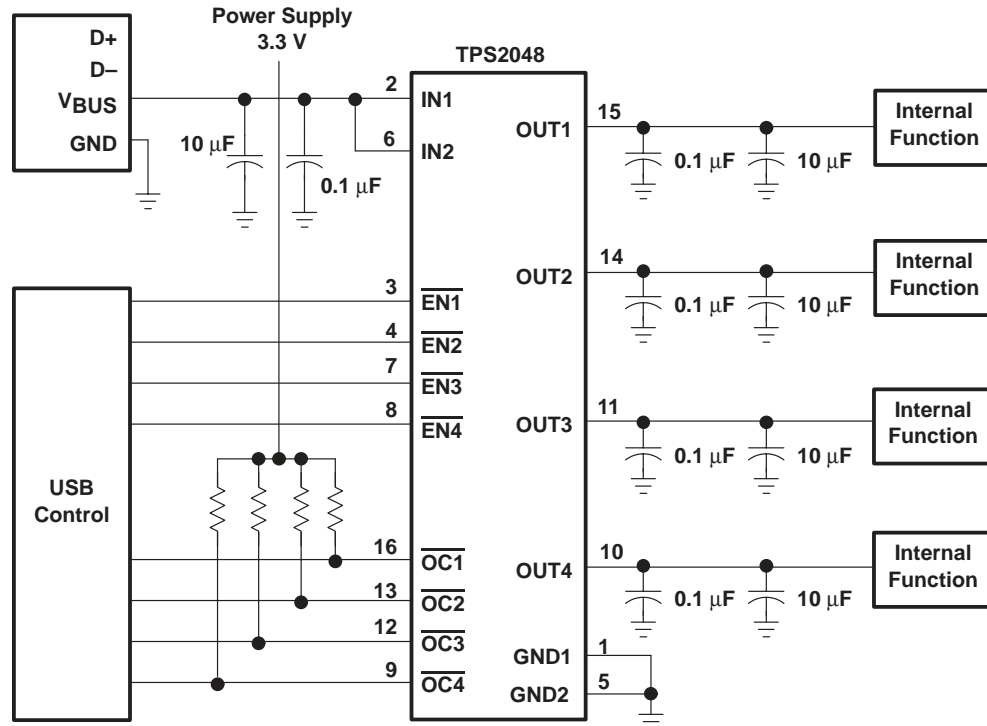 Power Supply
3.3 V
TPS2048
D+
D–
VBUS
GND
10 μF
0.1 μF
2
IN1
6
IN2
OUT1
15
0.1 μF
10 μF
Internal
Function
OUT2
14
0.1 μF
10 μF
Internal
Function
3
EN1
4
EN2
7
EN3
8
EN4
OUT3
11
0.1 μF
10 μF
Internal
Function
USB
Control
16
OC1
13
OC2
12
OC3
9
OC4
OUT4
10
0.1 μF
10 μF
Internal
Function
GND1
1
GND2
5